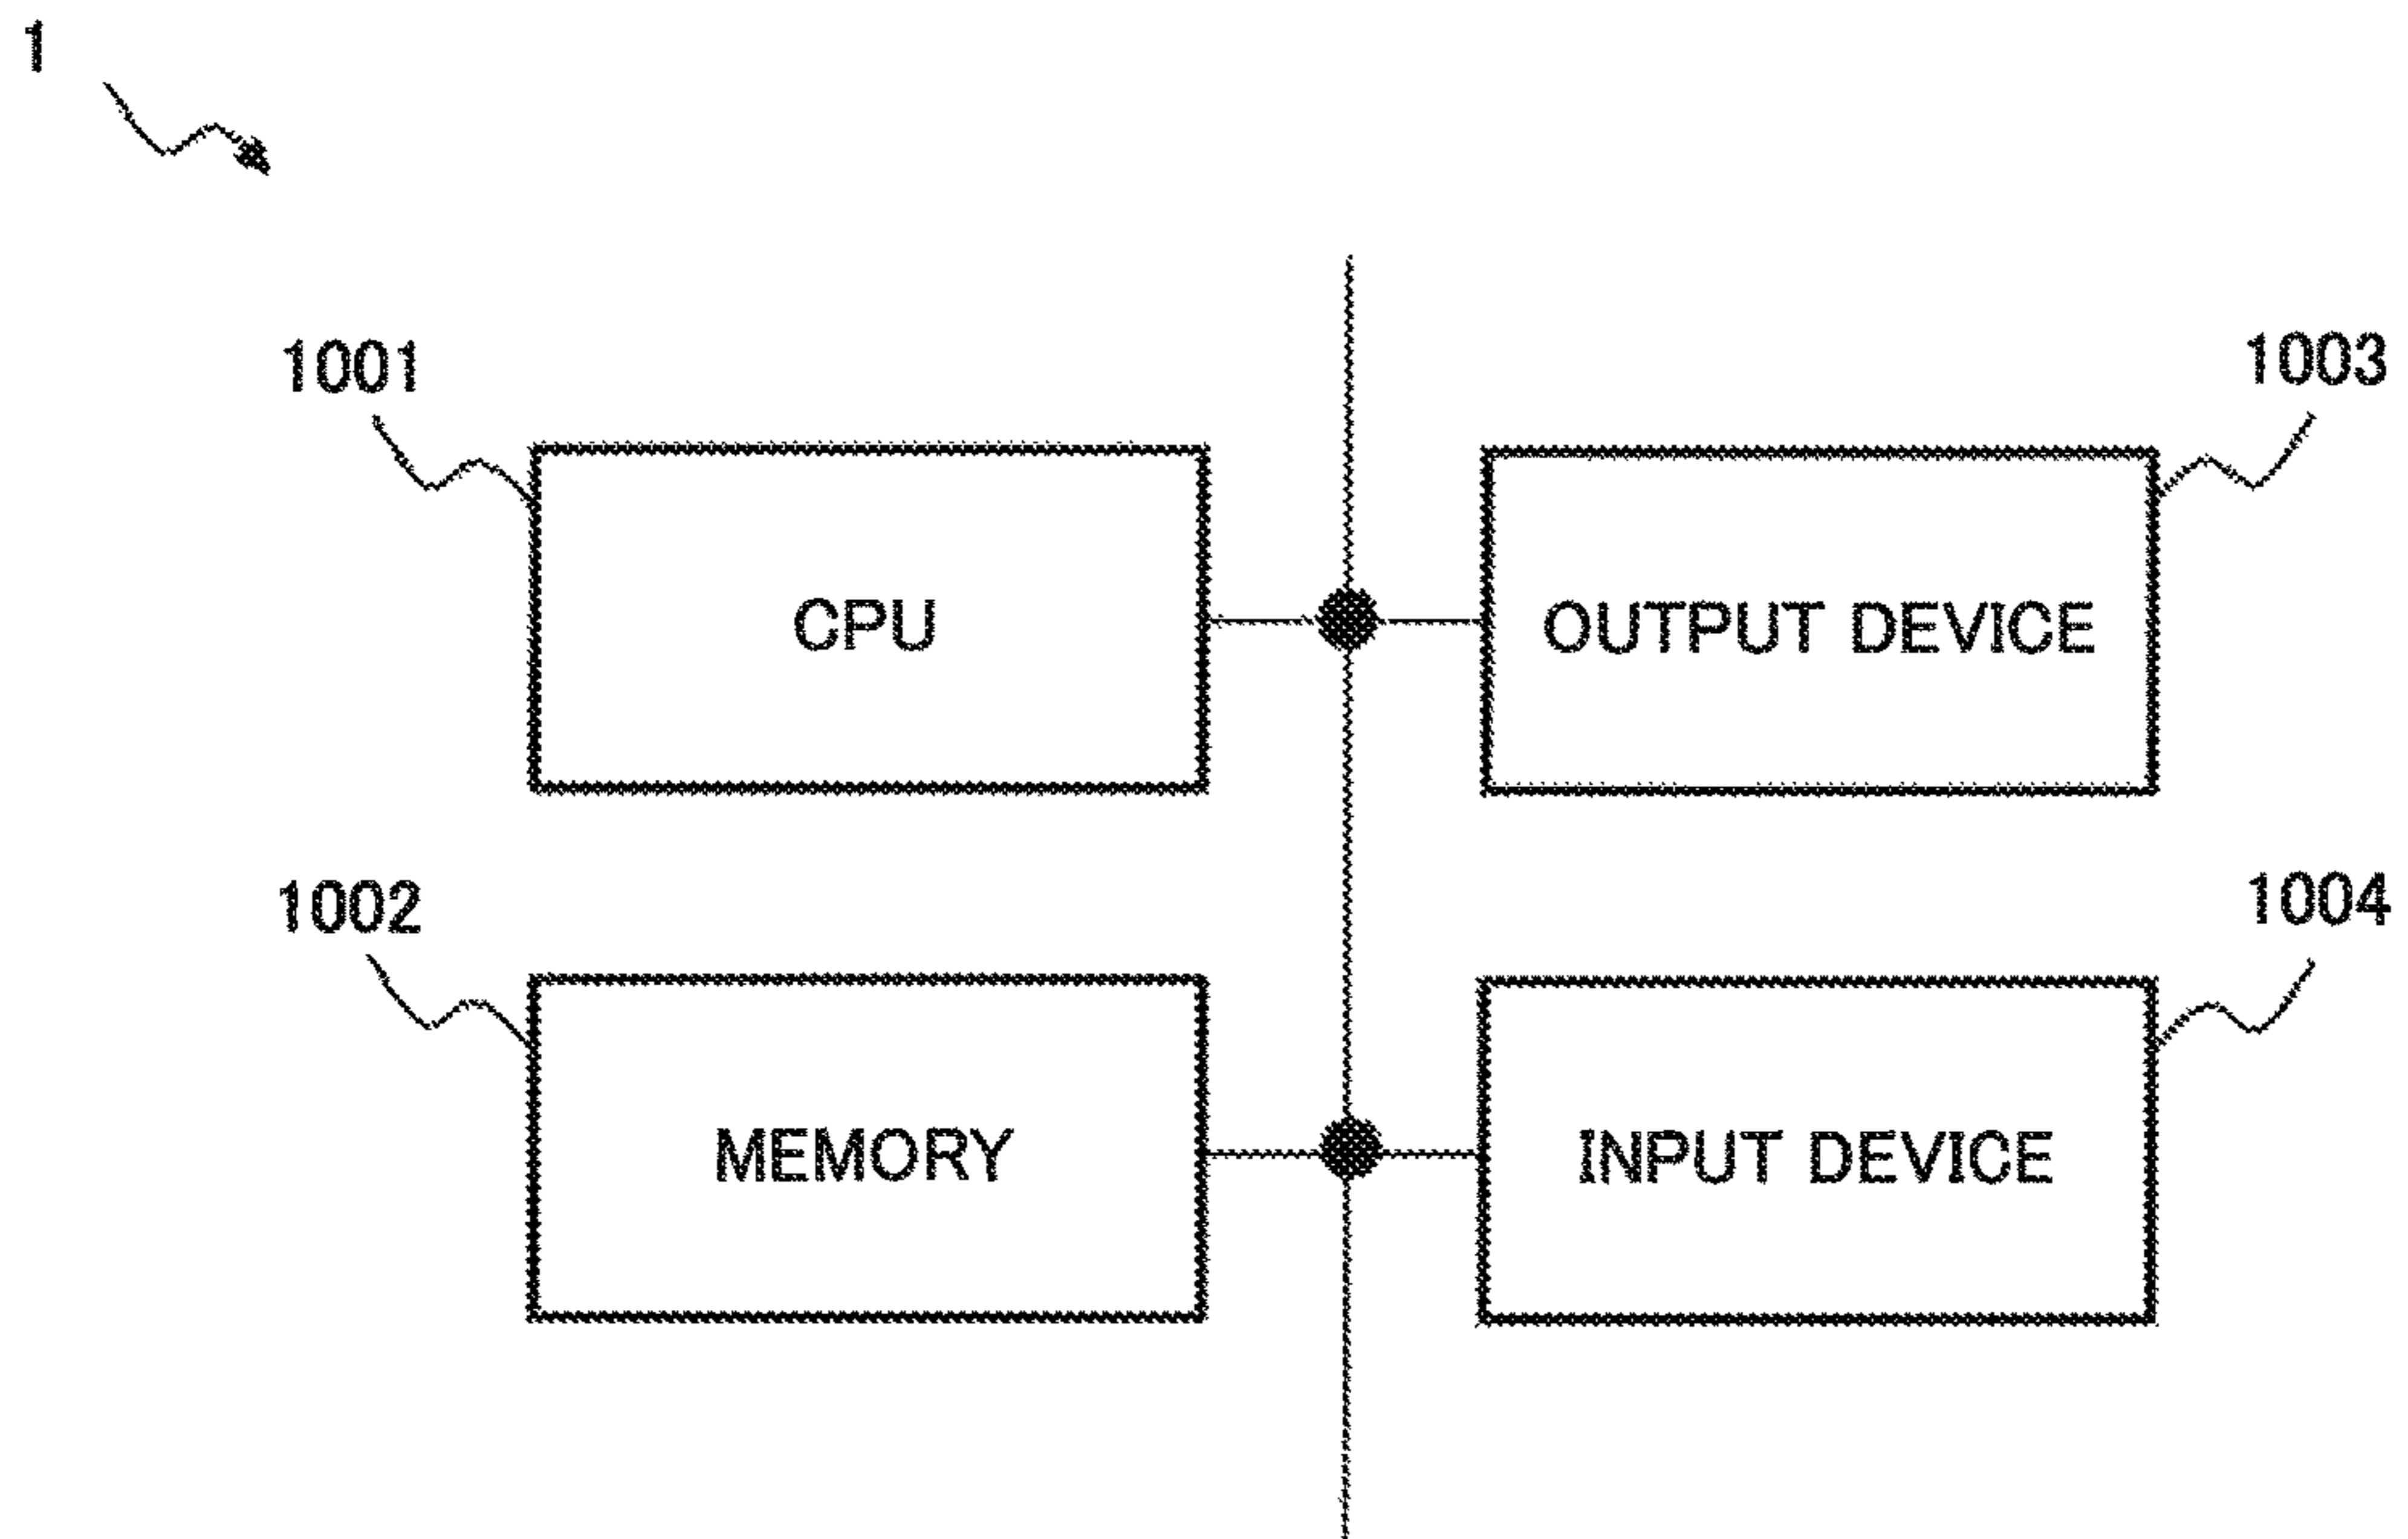 1
1001
1003
CPU
OUTPUT DEVICE
1002
1004
MEMORY
INPUT DEVICE